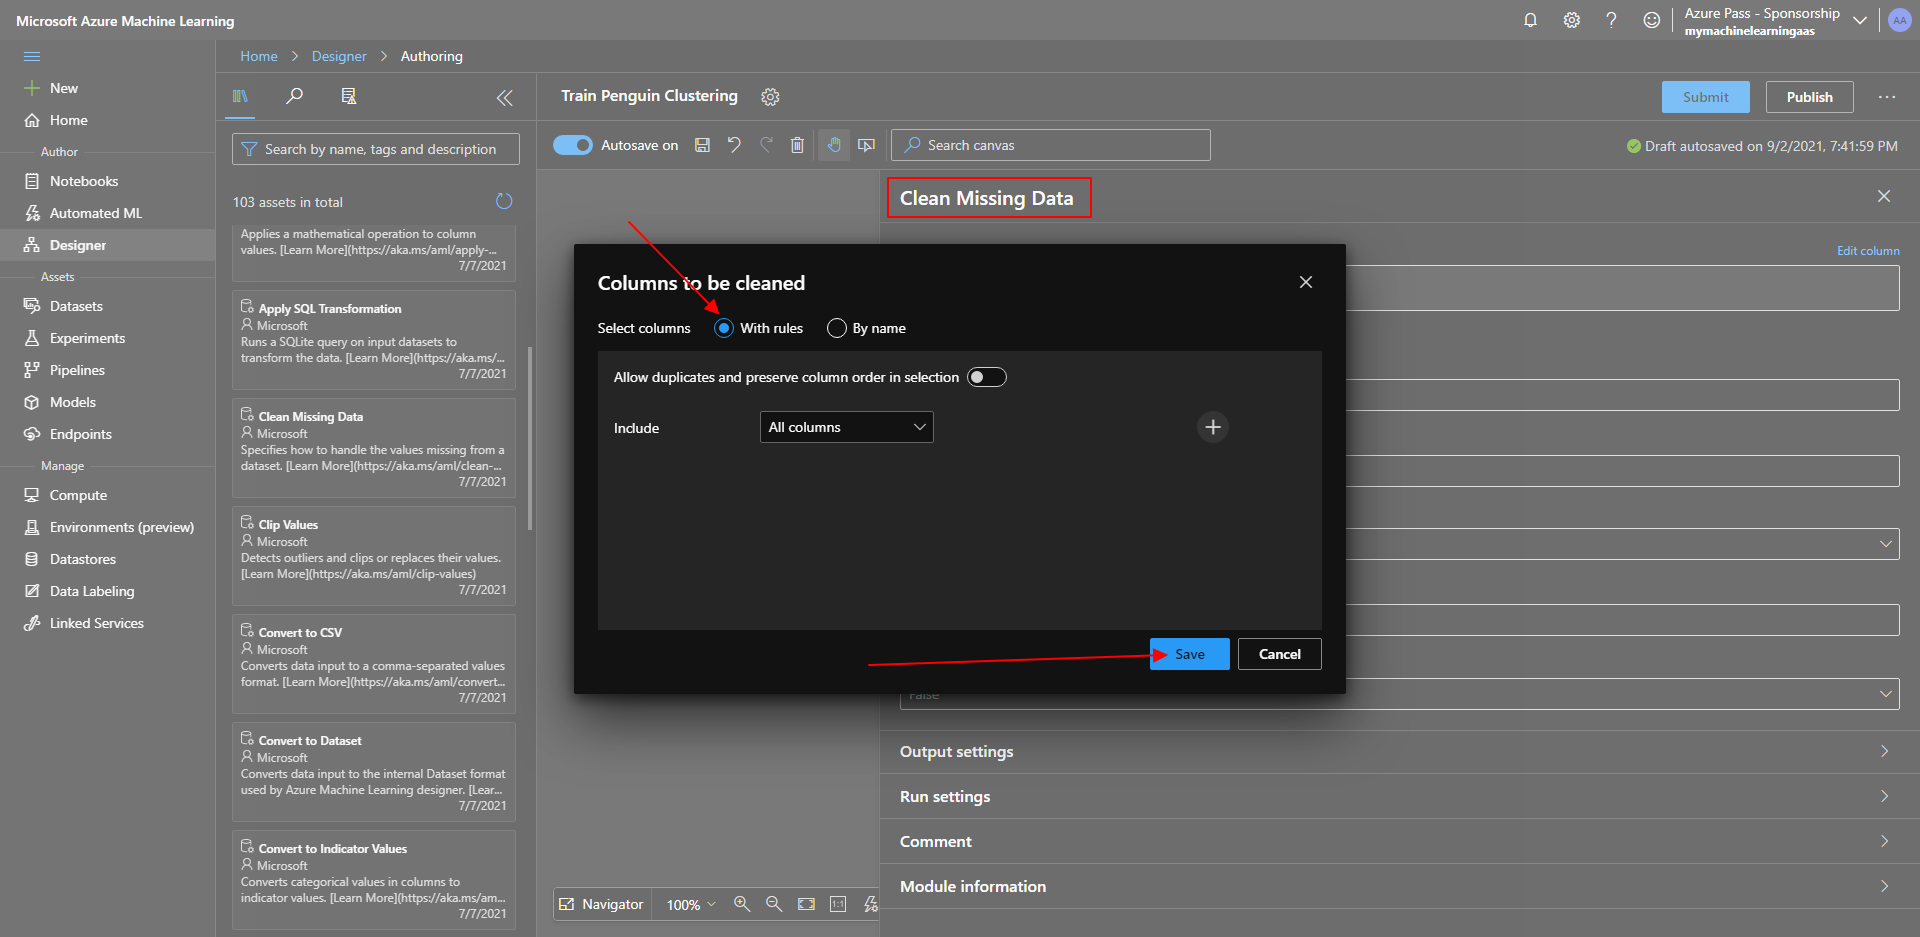 Microsoft Azure Machine Learning
Azure Pass - Sponsorship
mymachinelearningaas
AA
New
Home
Author
Notebooks
Automated ML
Designer
Assets
Datasets
Experiments
Pipelines
Models
Endpoints
Manage
Compute
Environments (preview)
Datastores
Data Labeling
Linked Services
Home > Designer > Authoring
Search by name, tags and description
103 assets in total
Applies a mathematical operation to column
values. [Learn More](https://aka.ms/aml/apply-...
7/7/2021
Apply SQL Transformation
Microsoft
Runs a SQLite query on input datasets to
transform the data. [Learn More](https://aka.ms/...
7/7/2021
Clean Missing Data
Microsoft
Specifies how to handle the values missing from a
dataset. [Learn More](https://aka.ms/aml/clean-...
7/7/2021
Clip Values
Microsoft
Detects outliers and clips or replaces their values.
[Learn More](https://aka.ms/aml/clip-values)
7/7/2021
Convert to CSV
Microsoft
Converts data input to a comma-separated values
format. [Learn More](https://aka.ms/aml/convert...
7/7/2021
Convert to Dataset
Microsoft
Converts data input to the internal Dataset format
used by Azure Machine Learning designer. [Lear...
7/7/2021
Convert to Indicator Values
Microsoft
Converts categorical values in columns to
indicator values. [Learn More](https://aka.ms/am...
7/7/2021
Train Penguin Clustering
Submit
Publish
Autosave on
Search canvas
Draft autosaved on 9/2/2021, 7:41:59 PM
Clean Missing Data
Edit column
Columns to be cleaned
Select columns
With rules
By name
Allow duplicates and preserve column order in selection
Include
All columns
Save
Cancel
False
Output settings
Run settings
Comment
Module information
Navigator
100%
1:1